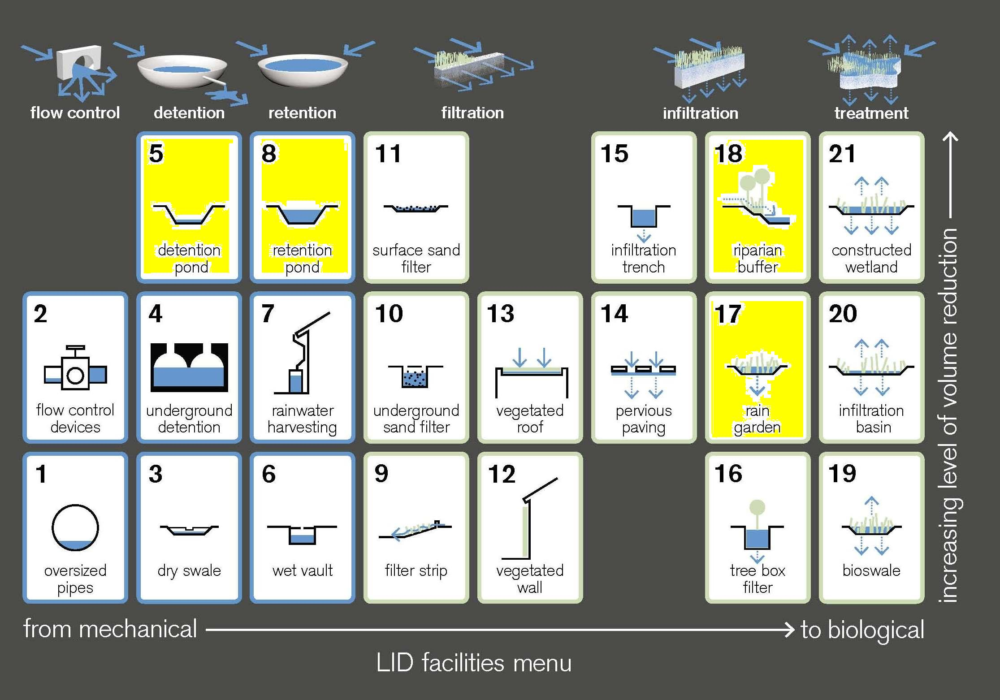 flow control
detention
retention
filtration
infiltration
treatment
5
detention
pond
8
retention
pond
11
surface sand
filter
15
infiltration
trench
18
riparian
buffer
21
constructed
wetland
2
flow control
devices
4
underground
detention
7
rainwater
harvesting
10
underground
sand filter
13
vegetated
roof
14
pervious
paving
17
rain
garden
20
infiltration
basin
1
oversized
pipes
3
dry swale
6
wet vault
9
filter strip
12
vegetated
wall
16
tree box
filter
19
bioswale
increasing level of volume reduction
from mechanical
to biological
LID facilities menu